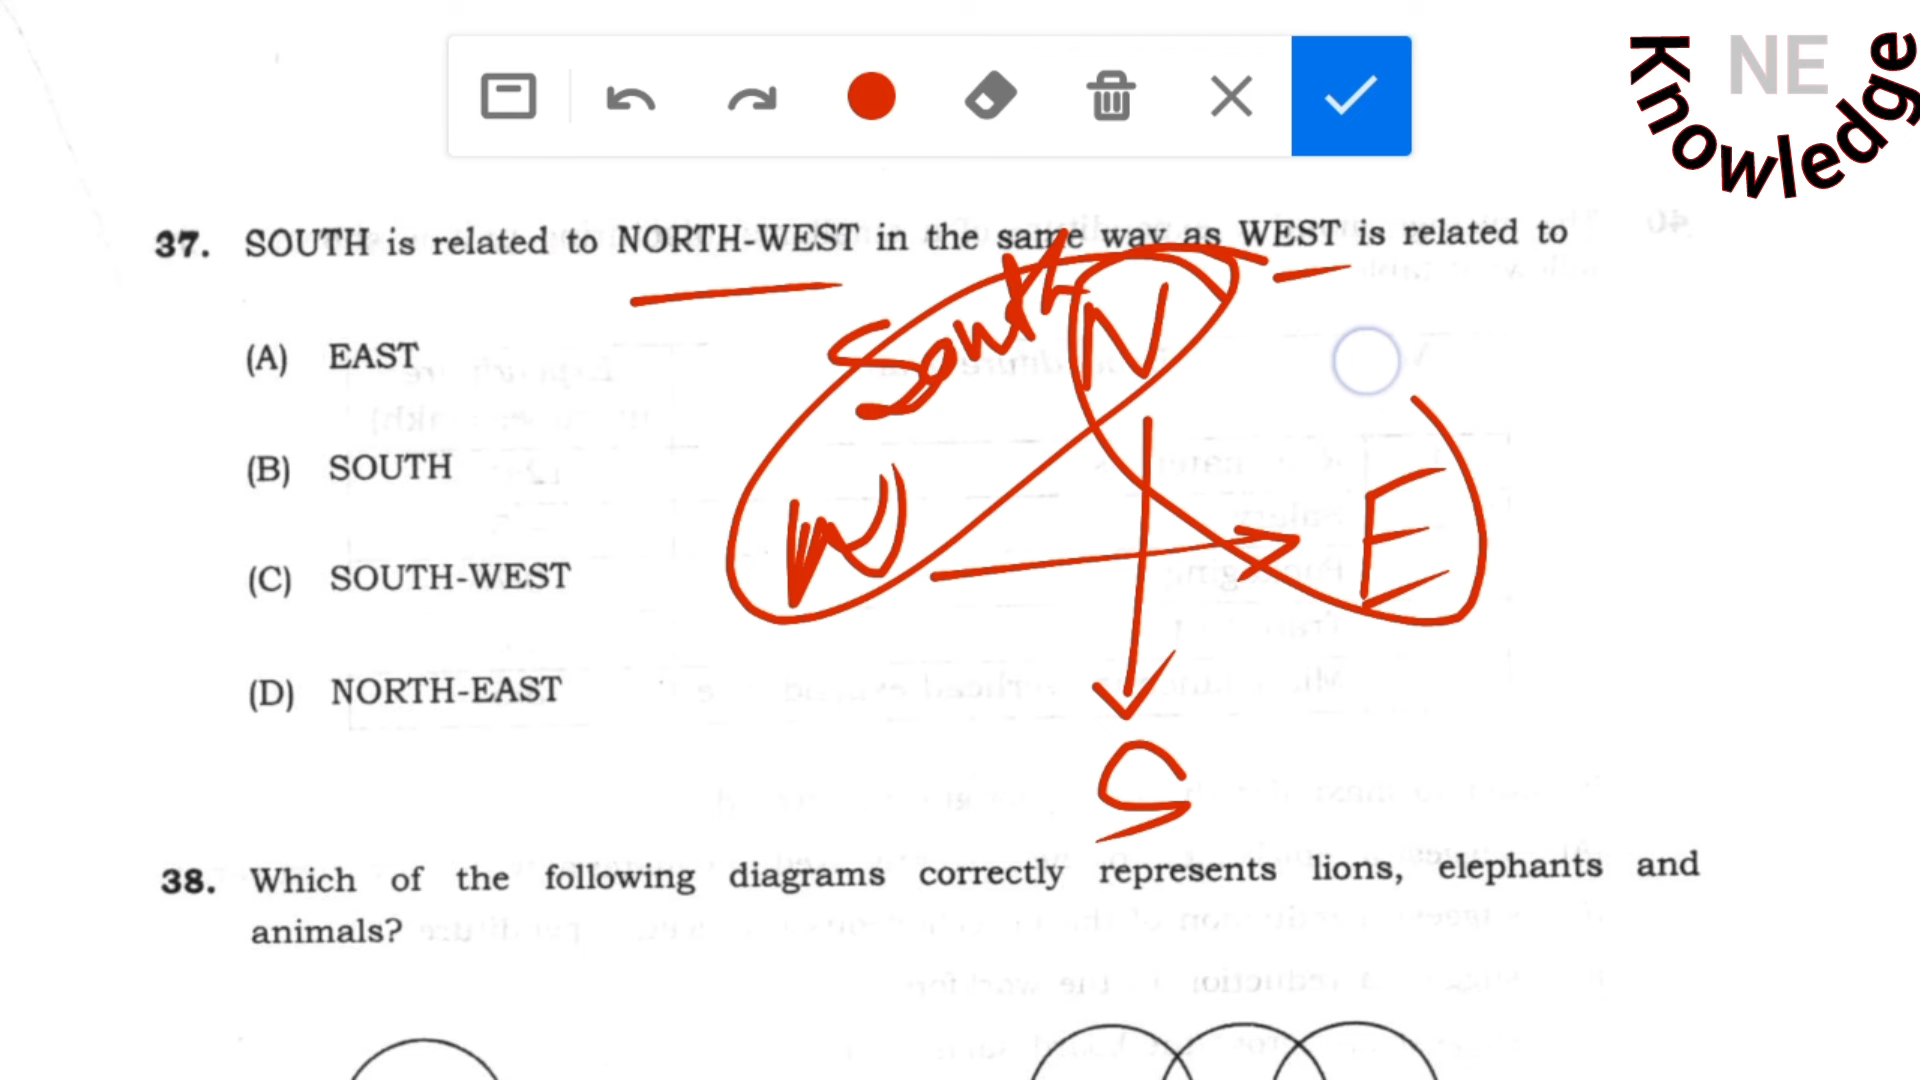 NE
Knowledge
37. SOUTH is related to NORTH-WEST in the same way as WEST is related to
(A) EAST
(B) SOUTH
(C) SOUTH-WEST
(D) NORTH-EAST
South
N
W
E
S
38. Which of the following diagrams correctly represents lions, elephants and
animals?